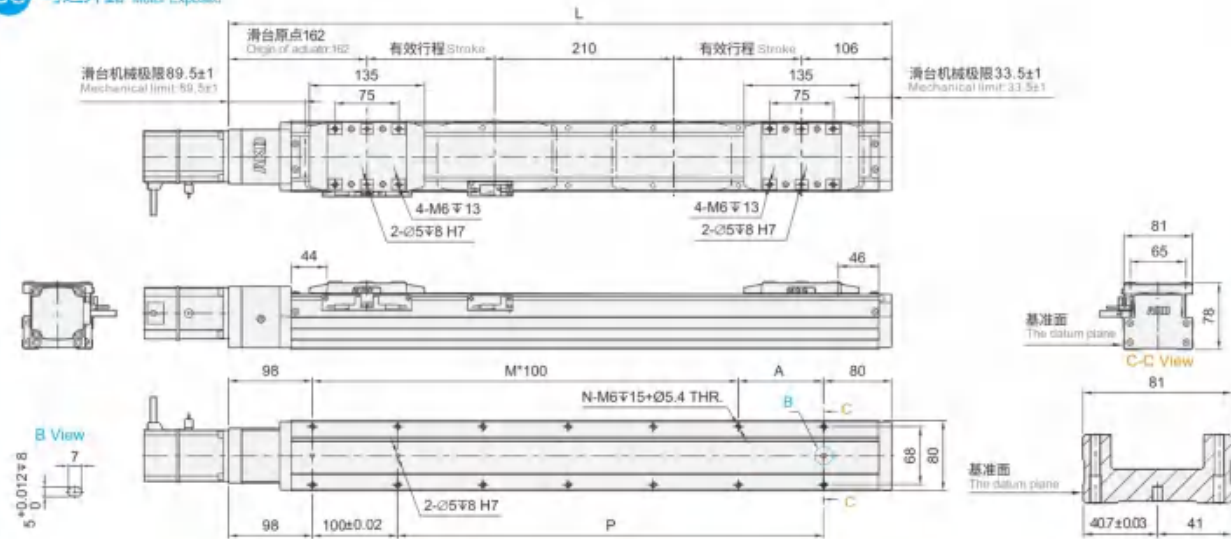 Motor Exposed
L
滑台原点162
Origin of actuator:162
有效行程 Stroke
210
有效行程 Stroke
106
滑台机械极限89.5±1
Mechanical limit: 89.5±1
135
75
135
75
滑台机械极限33.5±1
Mechanical limit: 33.5±1
4-M6↧13
2-Ø5↧8 H7
4-M6↧13
2-Ø5↧8 H7
44
46
81
65
78
基准面
The datum plane
C-C View
98
M*100
A
80
N-M6↧15+Ø5.4 THR.
B
C
B View
7
5 +0.012 0 ↧8
68
80
2-Ø5↧8 H7
C
98
100±0.02
P
81
基准面
The datum plane
40.7±0.03
41